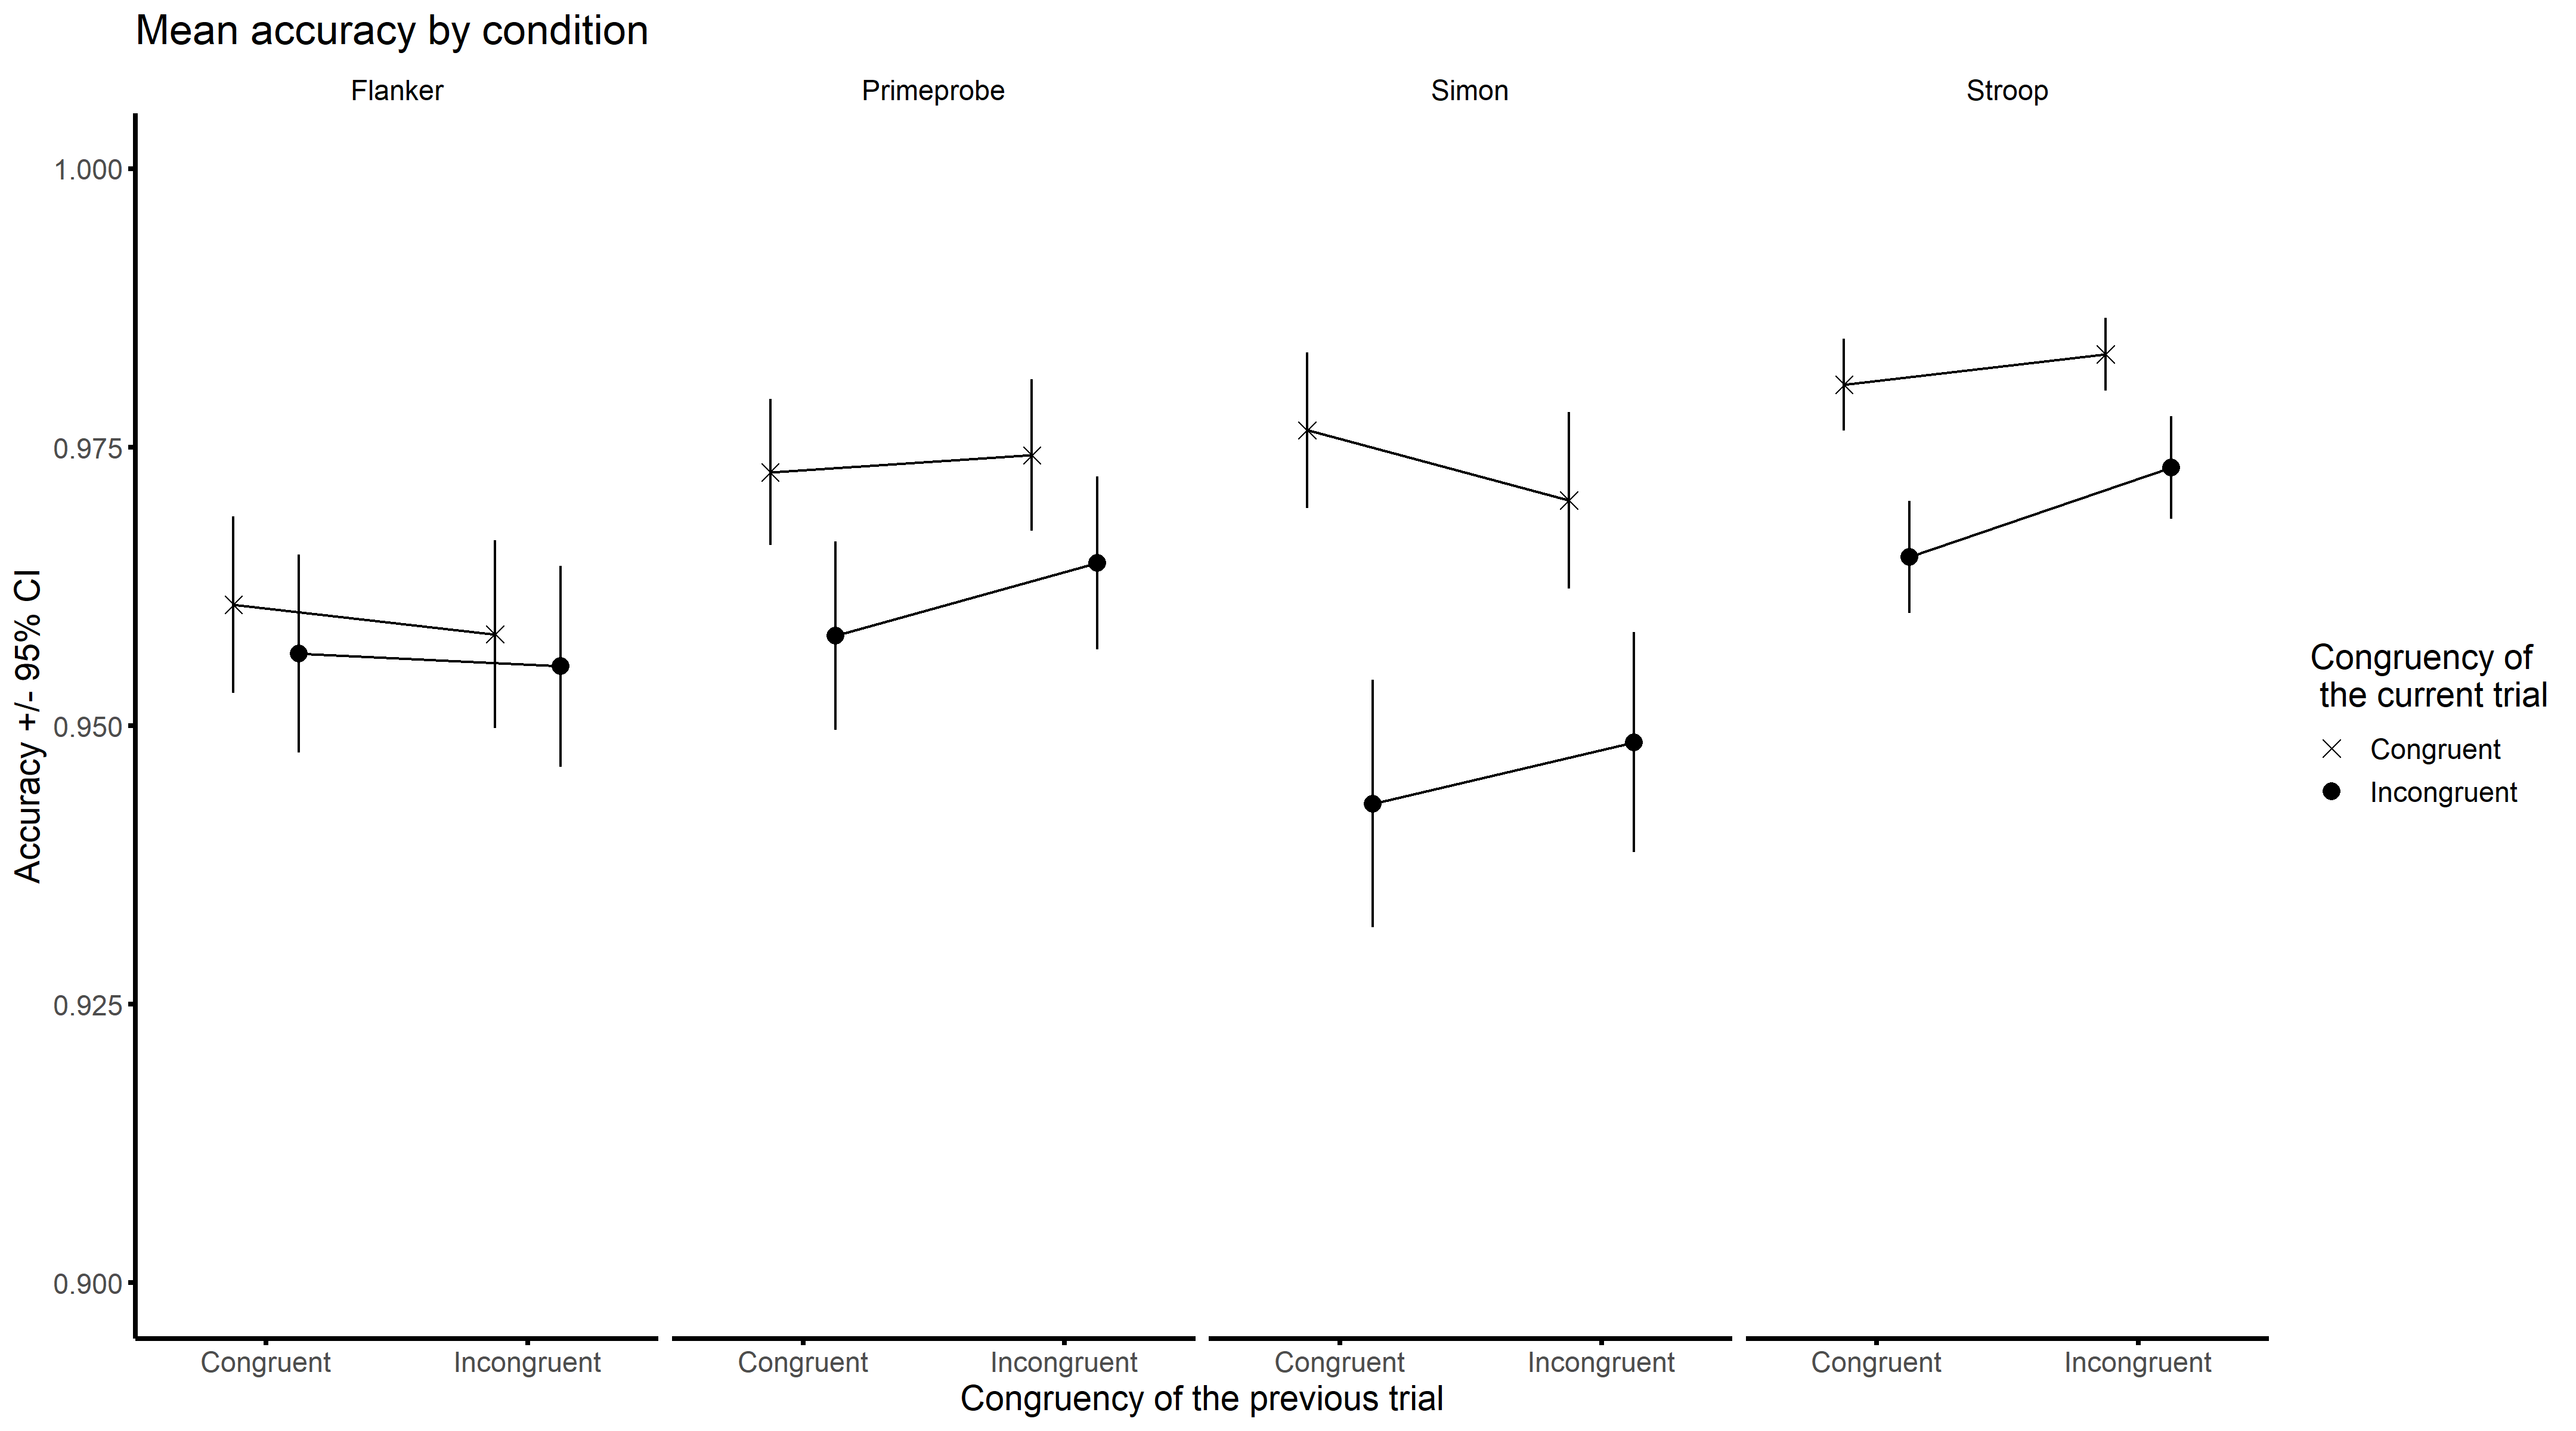 Mean accuracy by condition
Flanker
Primeprobe
Simon
Stroop
1.000
0.975
0.950
0.925
0.900
Accuracy +/- 95% CI
Congruent
Incongruent
Congruent
Incongruent
Congruent
Incongruent
Congruent
Incongruent
Congruency of the previous trial
Congruency of
the current trial
Congruent
Incongruent